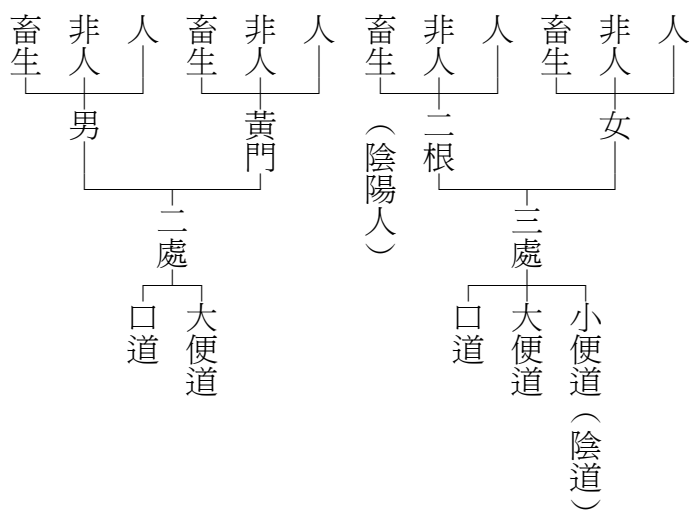 人
非人
畜生
人
非人
畜生
人
非人
畜生
人
非人
畜生
女
二根
（陰陽人）
黃門
男
三處
二處
小便道（陰道）
大便道
口道
大便道
口道